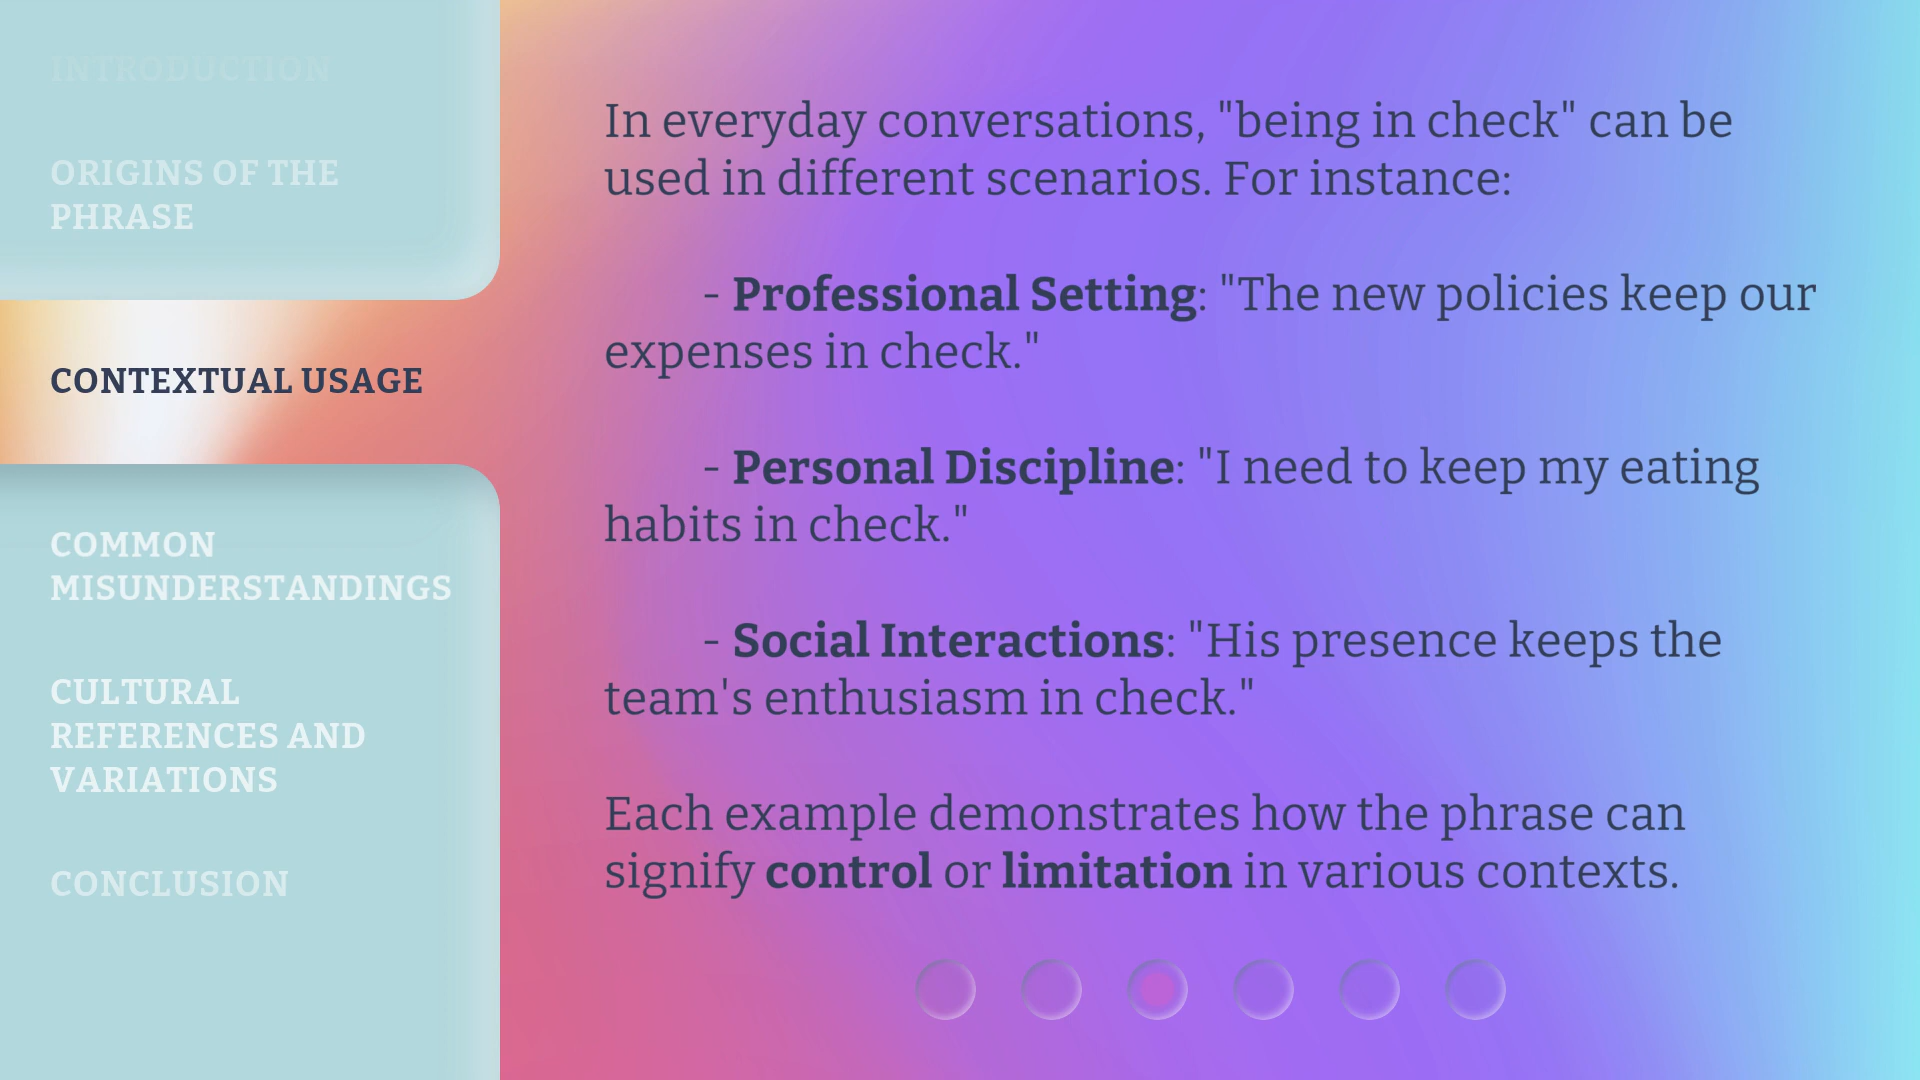 INTRODUCTION
ORIGINS OF THE
PHRASE
CONTEXTUAL USAGE
COMMON
MISUNDERSTANDINGS
CULTURAL
REFERENCES AND
VARIATIONS
CONCLUSION
In everyday conversations, "being in check" can be
used in different scenarios. For instance:
- Professional Setting: "The new policies keep our
expenses in check."
- Personal Discipline: "I need to keep my eating
habits in check."
- Social Interactions: "His presence keeps the
team's enthusiasm in check."
Each example demonstrates how the phrase can
signify control or limitation in various contexts.